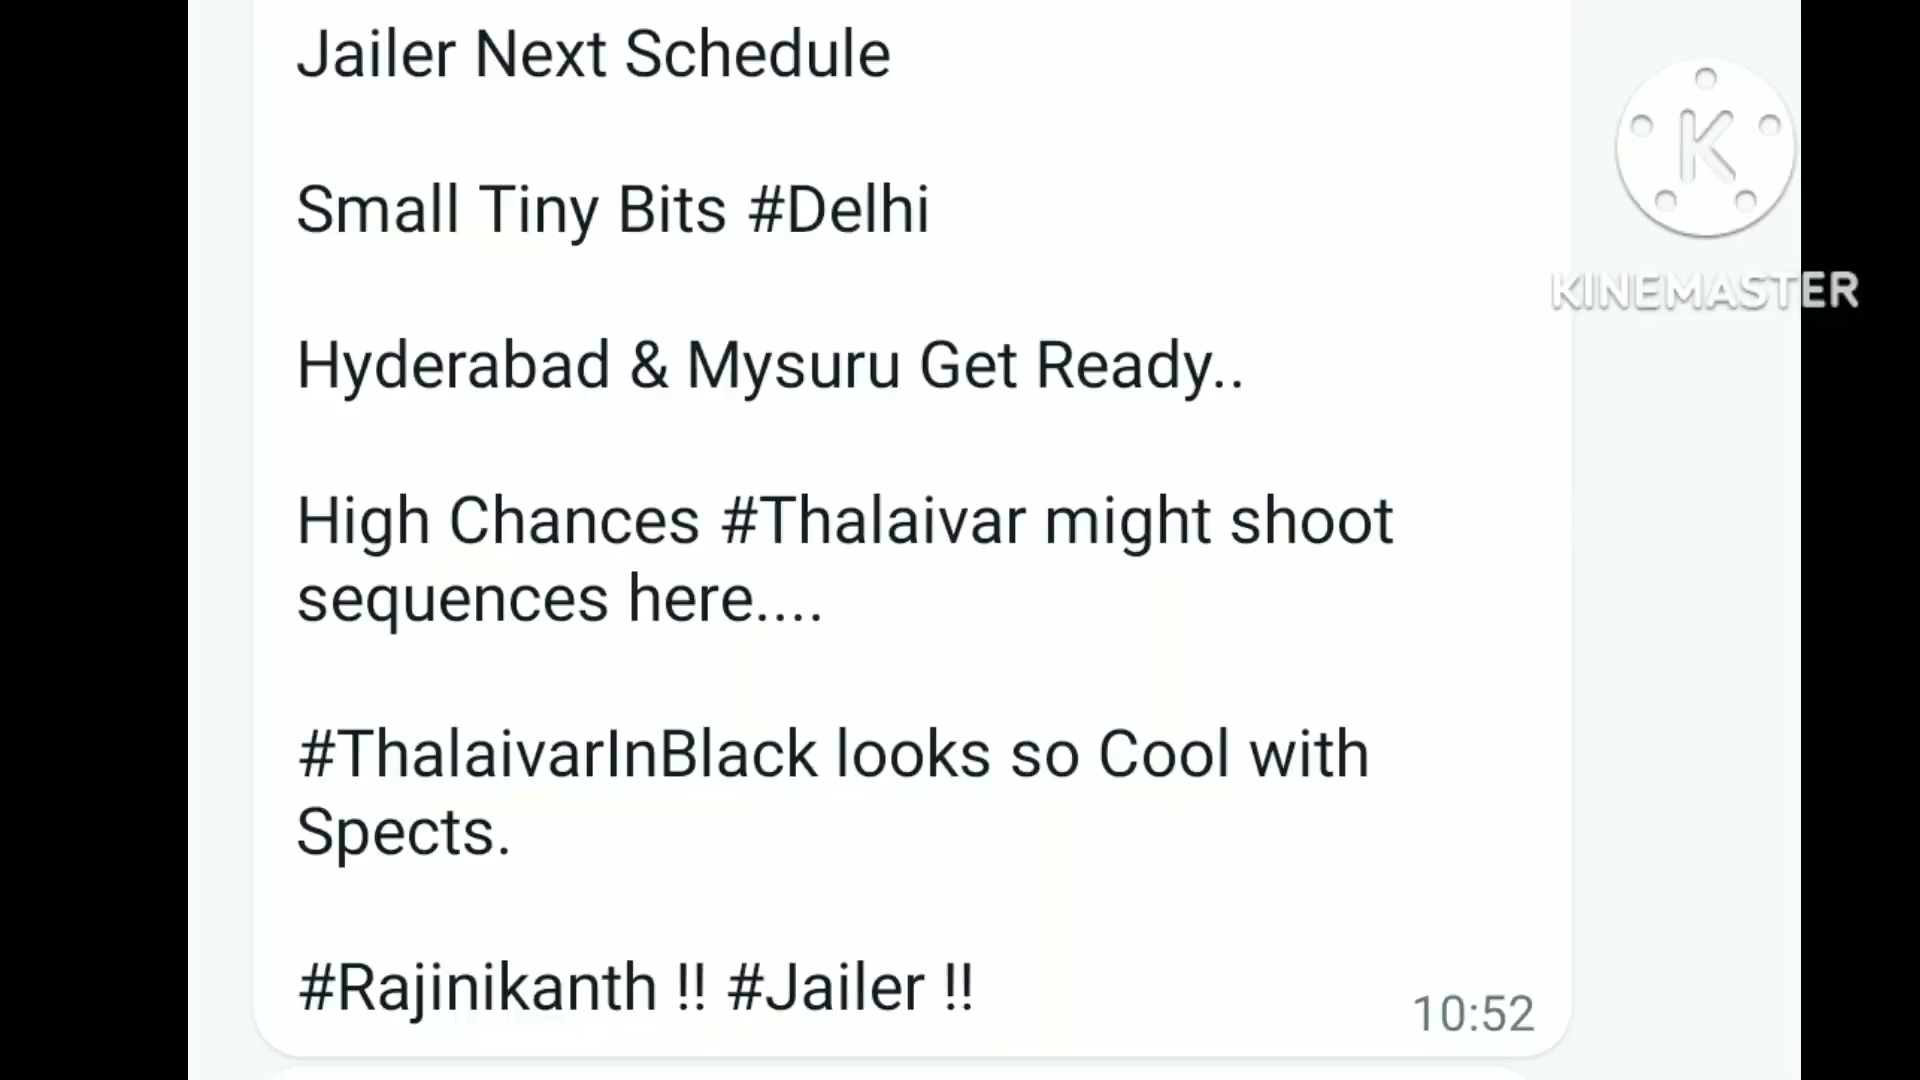 Jailer Next Schedule
K
KINEMASTER
Small Tiny Bits #Delhi
Hyderabad & Mysuru Get Ready..
High Chances #Thalaivar might shoot
sequences here....
#ThalaivarInBlack looks so Cool with
Spects.
#Rajinikanth !! #Jailer !!
10:52